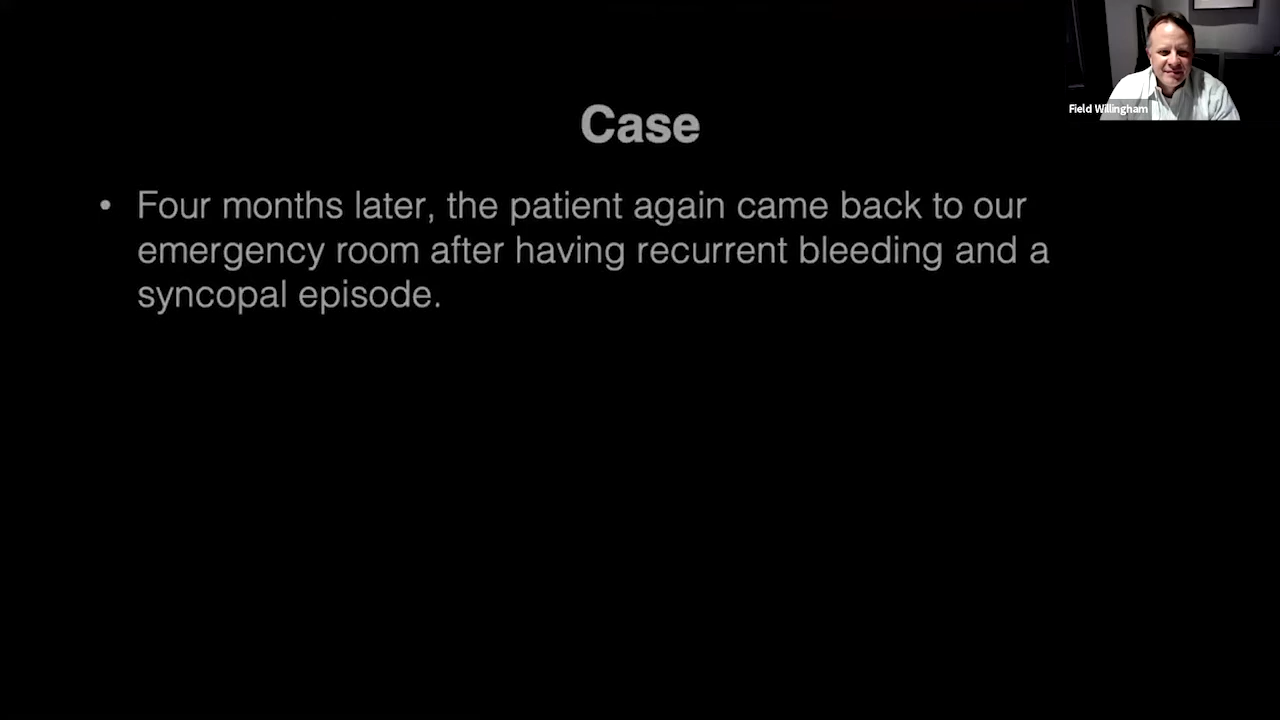 Field Willingham
Case
• Four months later, the patient again came back to our
emergency room after having recurrent bleeding and a
syncopal episode.